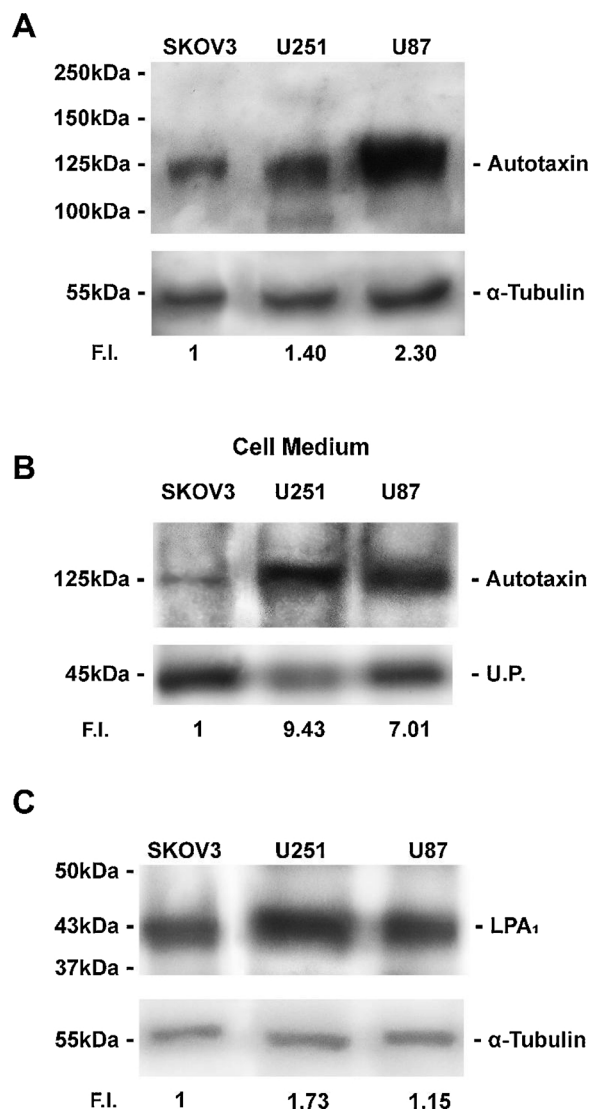 A
SKOV3 U251 U87
250kDa -
150kDa -
125kDa - - Autotaxin
100kDa -
55kDa - - α-Tubulin
F.I. 1 1.40 2.30
Cell Medium
B
SKOV3 U251 U87
125kDa - - Autotaxin
45kDa - - U.P.
F.I. 1 9.43 7.01
C
SKOV3 U251 U87
50kDa -
43kDa - - LPA₁
37kDa -
55kDa - - α-Tubulin
F.I. 1 1.73 1.15